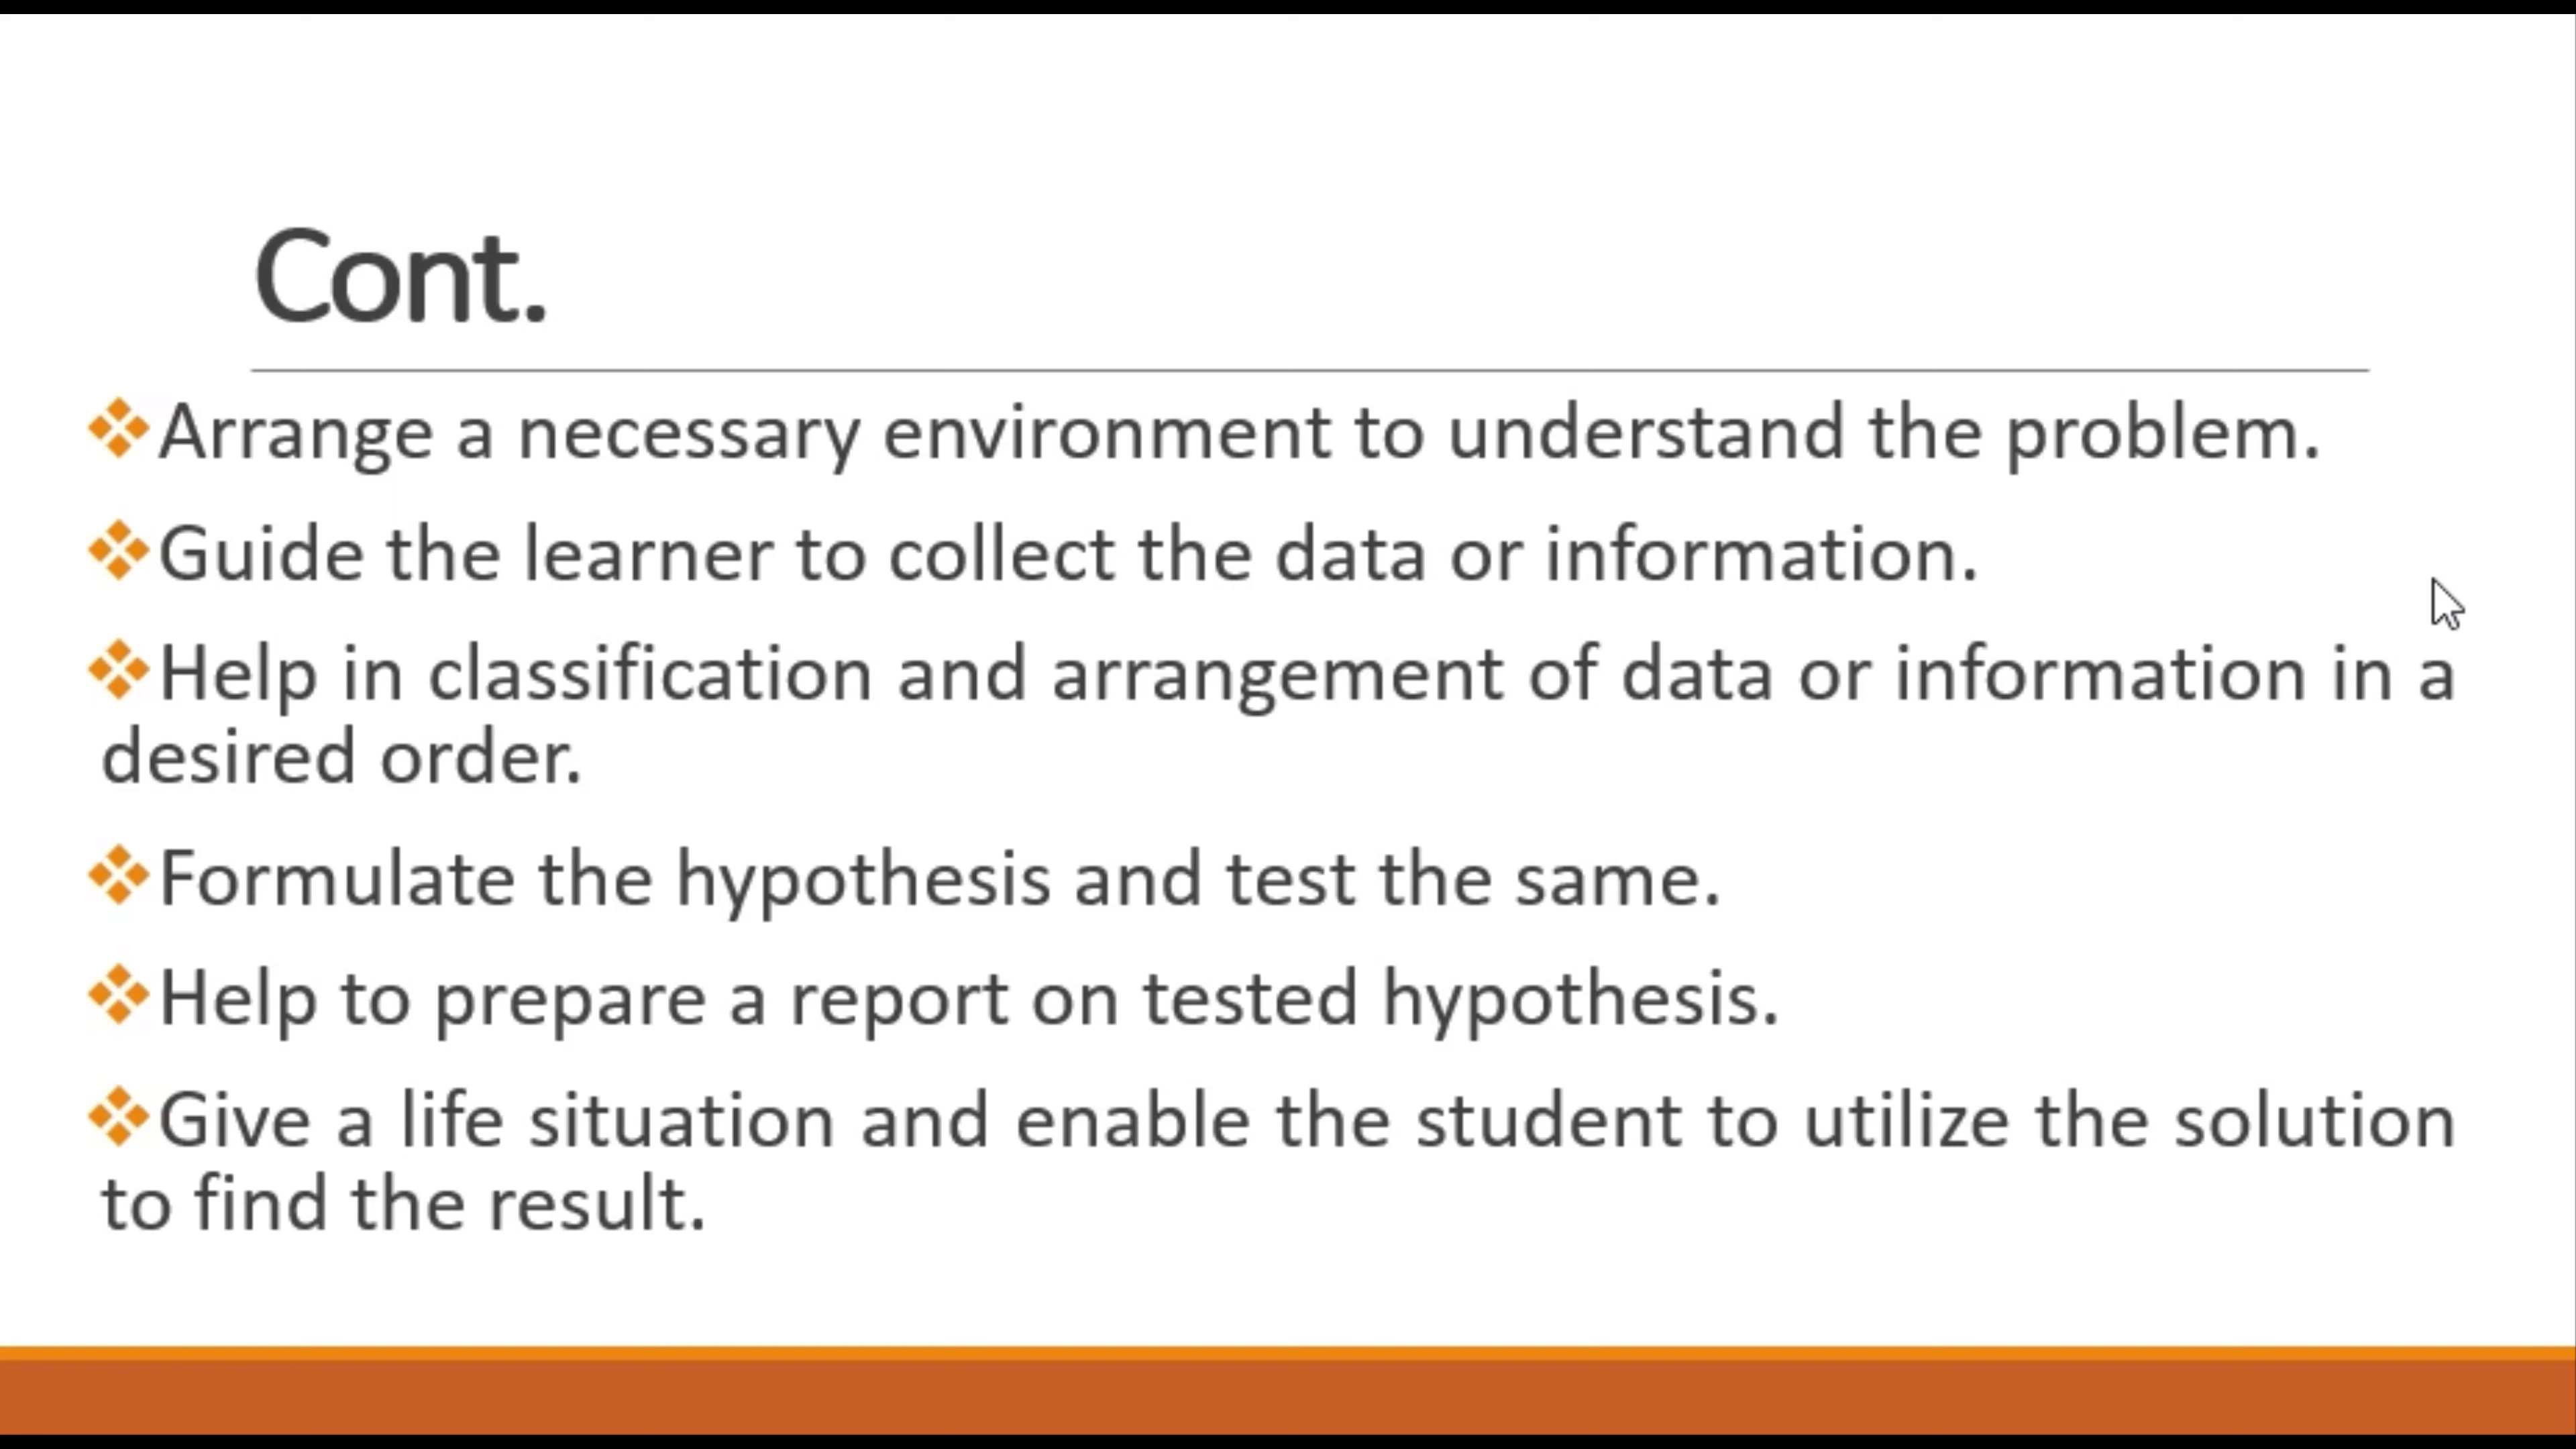 Cont.
❖Arrange a necessary environment to understand the problem.
❖Guide the learner to collect the data or information.
❖Help in classification and arrangement of data or information in a
desired order.
❖Formulate the hypothesis and test the same.
❖Help to prepare a report on tested hypothesis.
❖Give a life situation and enable the student to utilize the solution
to find the result.